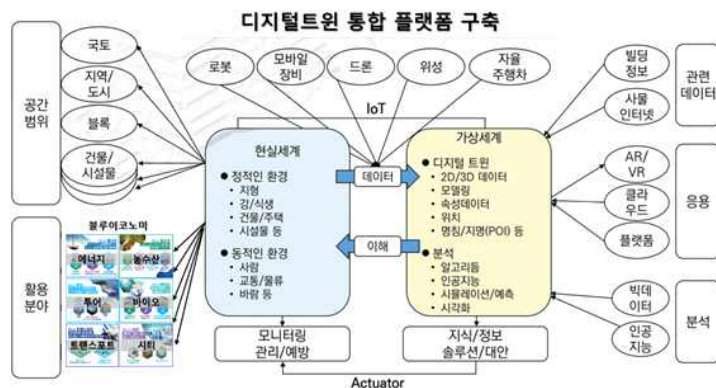 디지털트윈 통합 플랫폼 구축
공간
범위
국토
지역/
도시
블록
건물/
시설물
로봇
모바일
장비
드론
위성
자율
주행차
IoT
빌딩
정보
사물
인터넷
관련
데이터
현실세계
정적인 환경
지형
강/식생
건물/주택
시설물 등
동적인 환경
사람
교통/물류
바람 등
데이터
이해
가상세계
디지털 트윈
2D/3D 데이터
모델링
속성데이터
위치
명칭/지명(POI) 등
분석
알고리듬
인공지능
시뮬레이션/예측
시각화
AR/
VR
클라
우드
플랫폼
응용
활용
분야
블루이코노미
에너지
농수산
투어
바이오
트랜스포트
시티
빅데
이터
인공
지능
분석
모니터링
관리/예방
지식/정보
솔루션/대안
Actuator